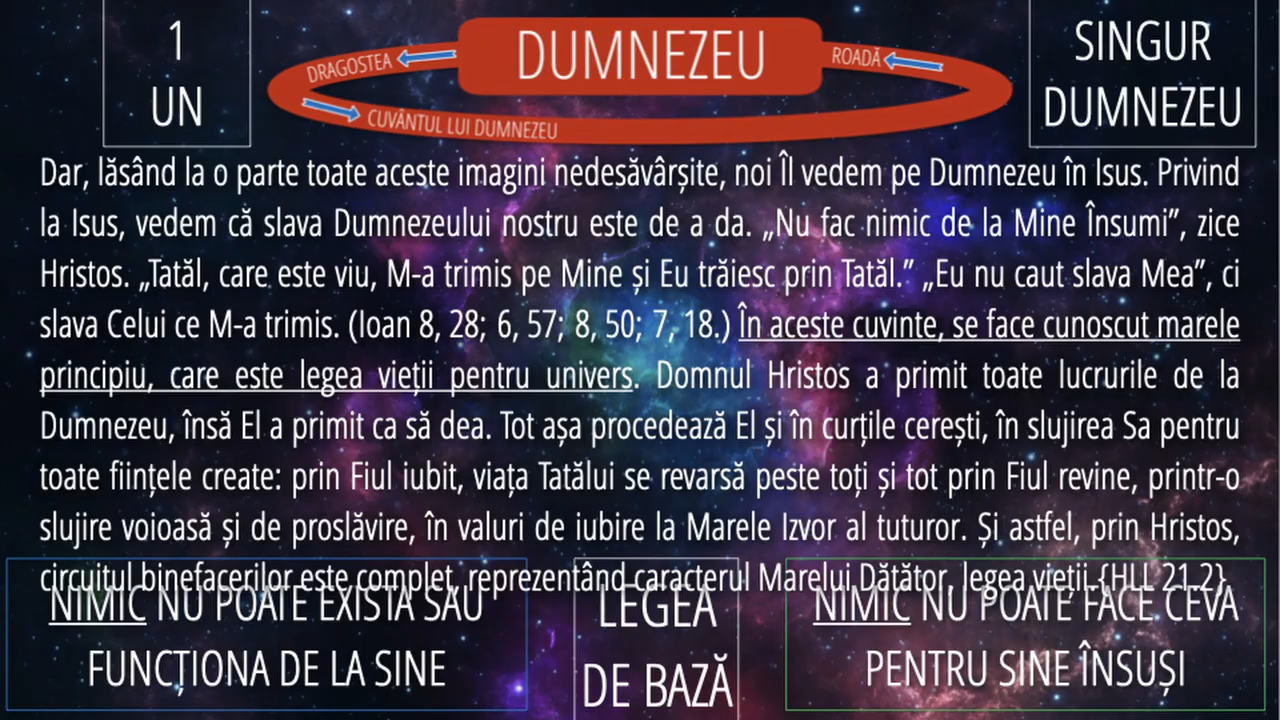 1
UN
DUMNEZEU
DRAGOSTEA
ROADĂ
CUVÂNTUL LUI DUMNEZEU
SINGUR
DUMNEZEU
Dar, lăsând la o parte toate aceste imagini nedesăvârșite, noi Îl vedem pe Dumnezeu în Isus. Privind
la Isus, vedem că slava Dumnezeului nostru este de a da. „Nu fac nimic de la Mine Însumi”, zice
Hristos. „Tatăl, care este viu, M-a trimis pe Mine și Eu trăiesc prin Tatăl.” „Eu nu caut slava Mea”, ci
slava Celui ce M-a trimis. (Ioan 8, 28; 6, 57; 8, 50; 7, 18.) În aceste cuvinte, se face cunoscut marele
principiu, care este legea vieții pentru univers. Domnul Hristos a primit toate lucrurile de la
Dumnezeu, însă El a primit ca să dea. Tot așa procedează El și în curțile cerești, în slujirea Sa pentru
toate ființele create: prin Fiul iubit, viața Tatălui se revarsă peste toți și tot prin Fiul revine, printr-o
slujire voioasă și de proslăvire, în valuri de iubire la Marele Izvor al tuturor. Și astfel, prin Hristos,
circuitul binefacerilor este complet, reprezentând caracterul Marelui Dătător, legea vieții.{HLL 21.2}
NIMIC NU POATE EXISTA SAU
FUNCȚIONA DE LA SINE
LEGEA
DE BAZĂ
NIMIC NU POATE FACE CEVA
PENTRU SINE ÎNSUȘI